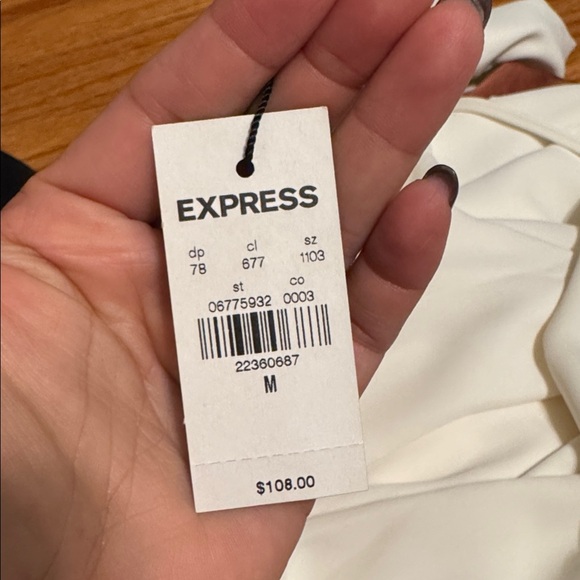 EXPRESS
dp cl sz
78 677 1103
st co
06775932 0003
22360687
M
$108.00